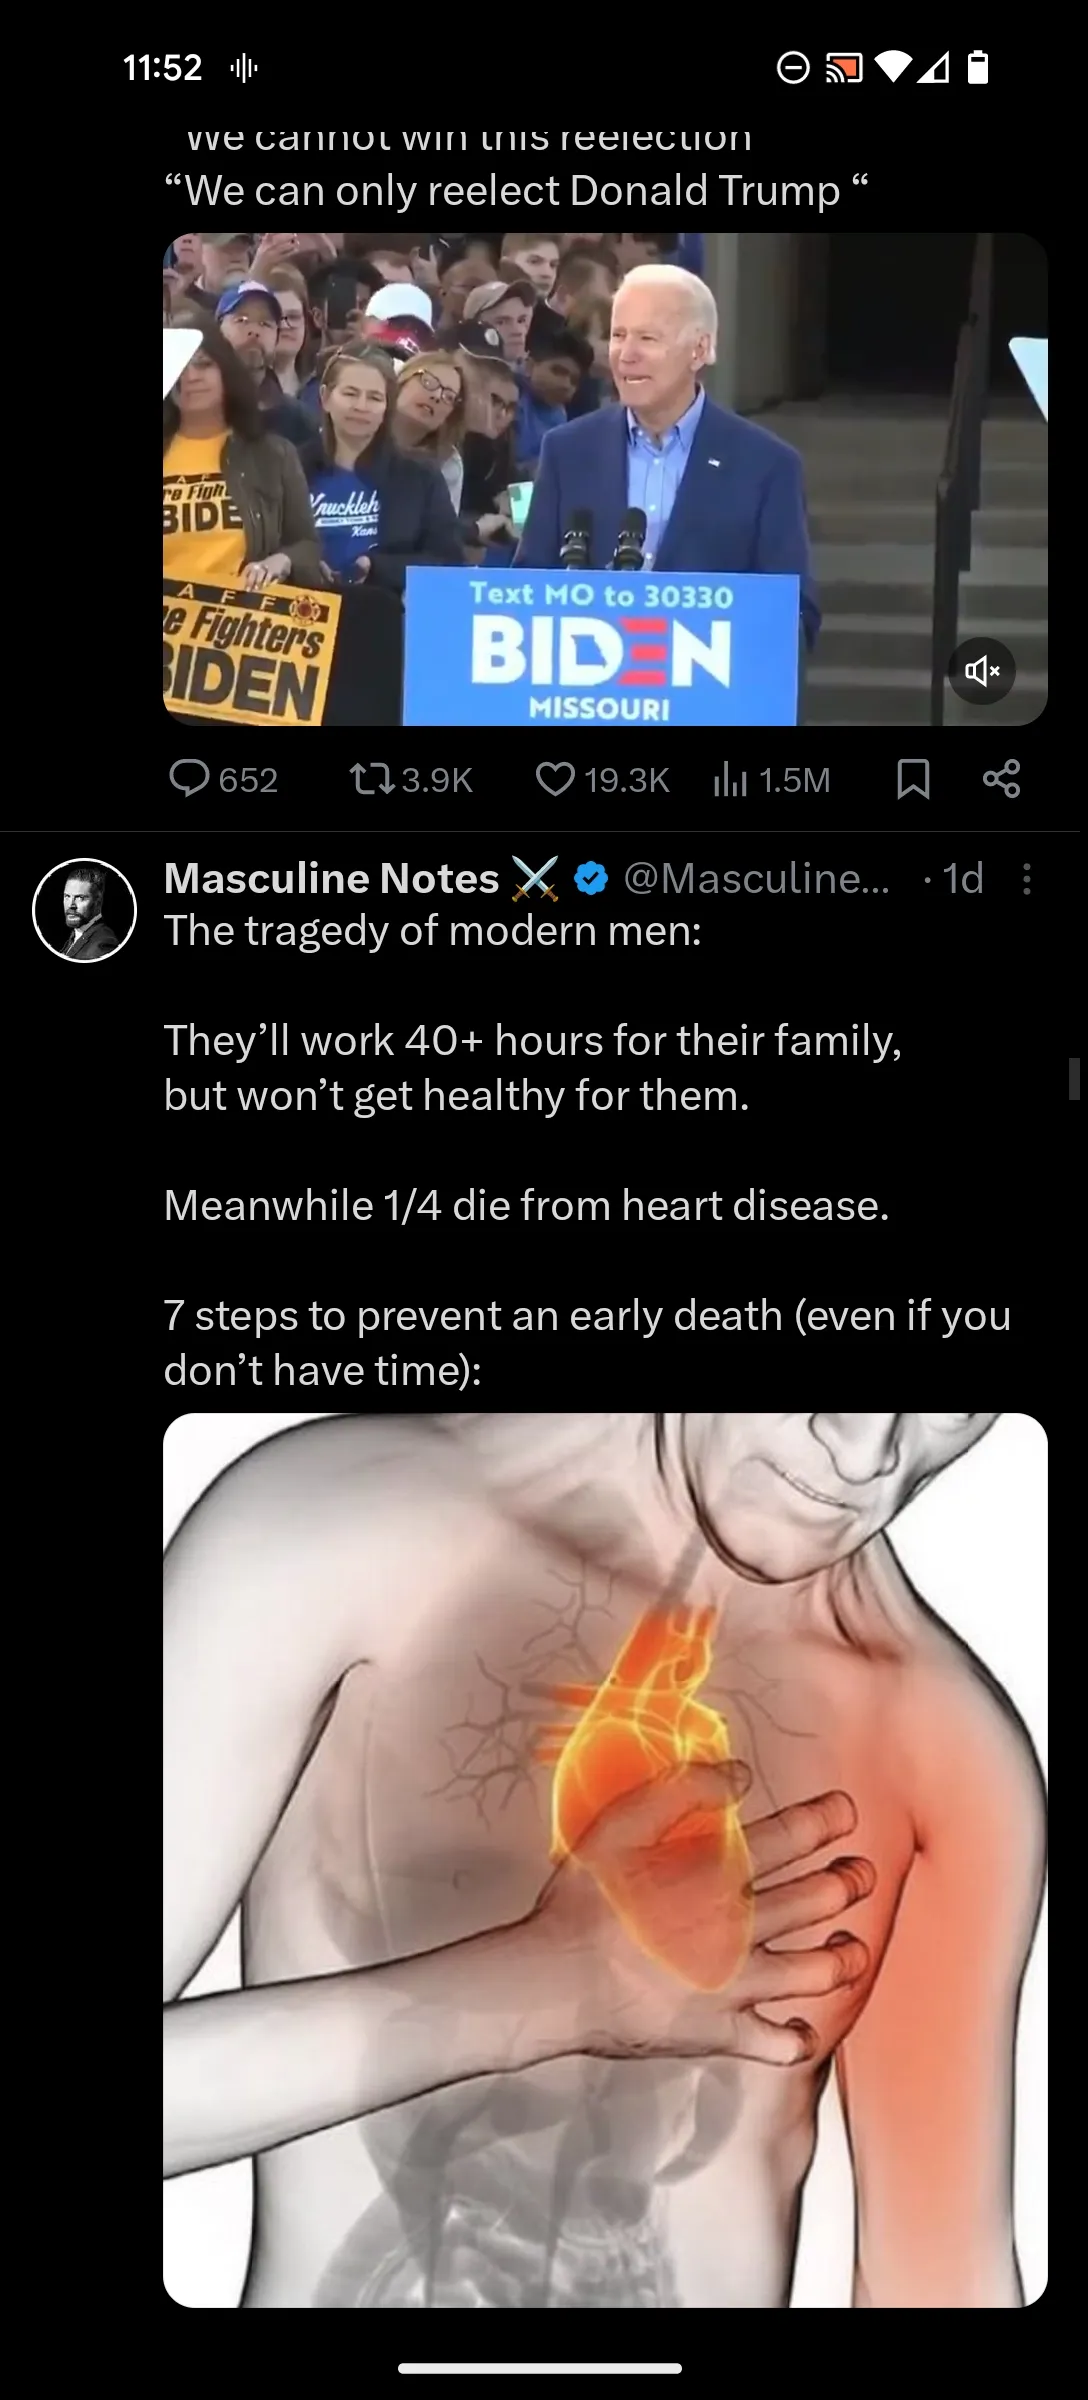 11:52
We cannot win this reelection
“We can only reelect Donald Trump “
re Figh
BIDE
Knuckleh
Kans
A F F
e Fighters
BIDEN
Text MO to 30330
BIDEN
MISSOURI
652 3.9K 19.3K 1.5M
Masculine Notes ⚔️ @Masculine... · 1d
The tragedy of modern men:
They’ll work 40+ hours for their family,
but won’t get healthy for them.
Meanwhile 1/4 die from heart disease.
7 steps to prevent an early death (even if you
don’t have time):